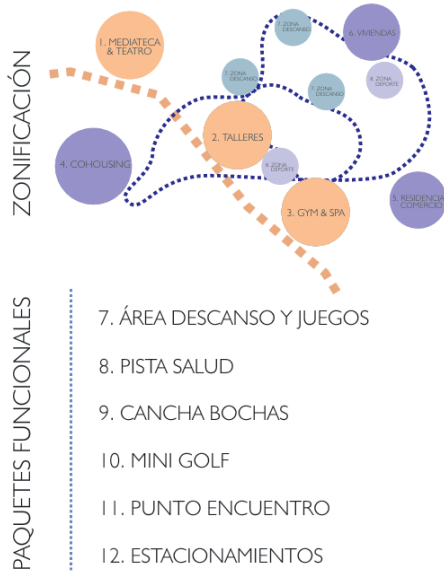 ZONIFICACIÓN
1. MEDIATECA
& TEATRO
7. ZONA
DESCANSO
6. VIVIENDAS
7. ZONA
DESCANSO
7. ZONA
DESCANSO
8. ZONA
DEPORTE
2. TALLERES
4. COHOUSING
8. ZONA
DEPORTE
3. GYM & SPA
5. RESIDENCIA
COMERCIO
PAQUETES FUNCIONALES
7. ÁREA DESCANSO Y JUEGOS
8. PISTA SALUD
9. CANCHA BOCHAS
10. MINI GOLF
11. PUNTO ENCUENTRO
12. ESTACIONAMIENTOS